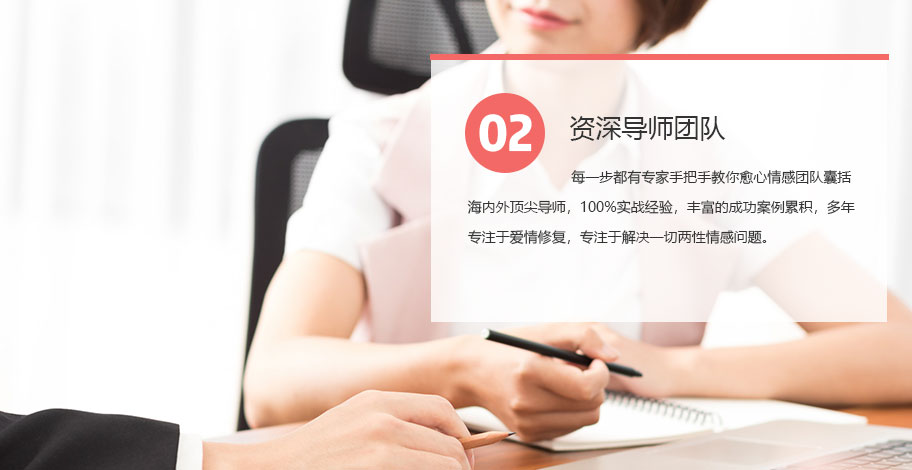 02
资深导师团队
每一步都有专家手把手教你愈心情感团队囊括
海内外顶尖导师，100%实战经验，丰富的成功案例累积，多年
专注于爱情修复，专注于解决一切两性情感问题。